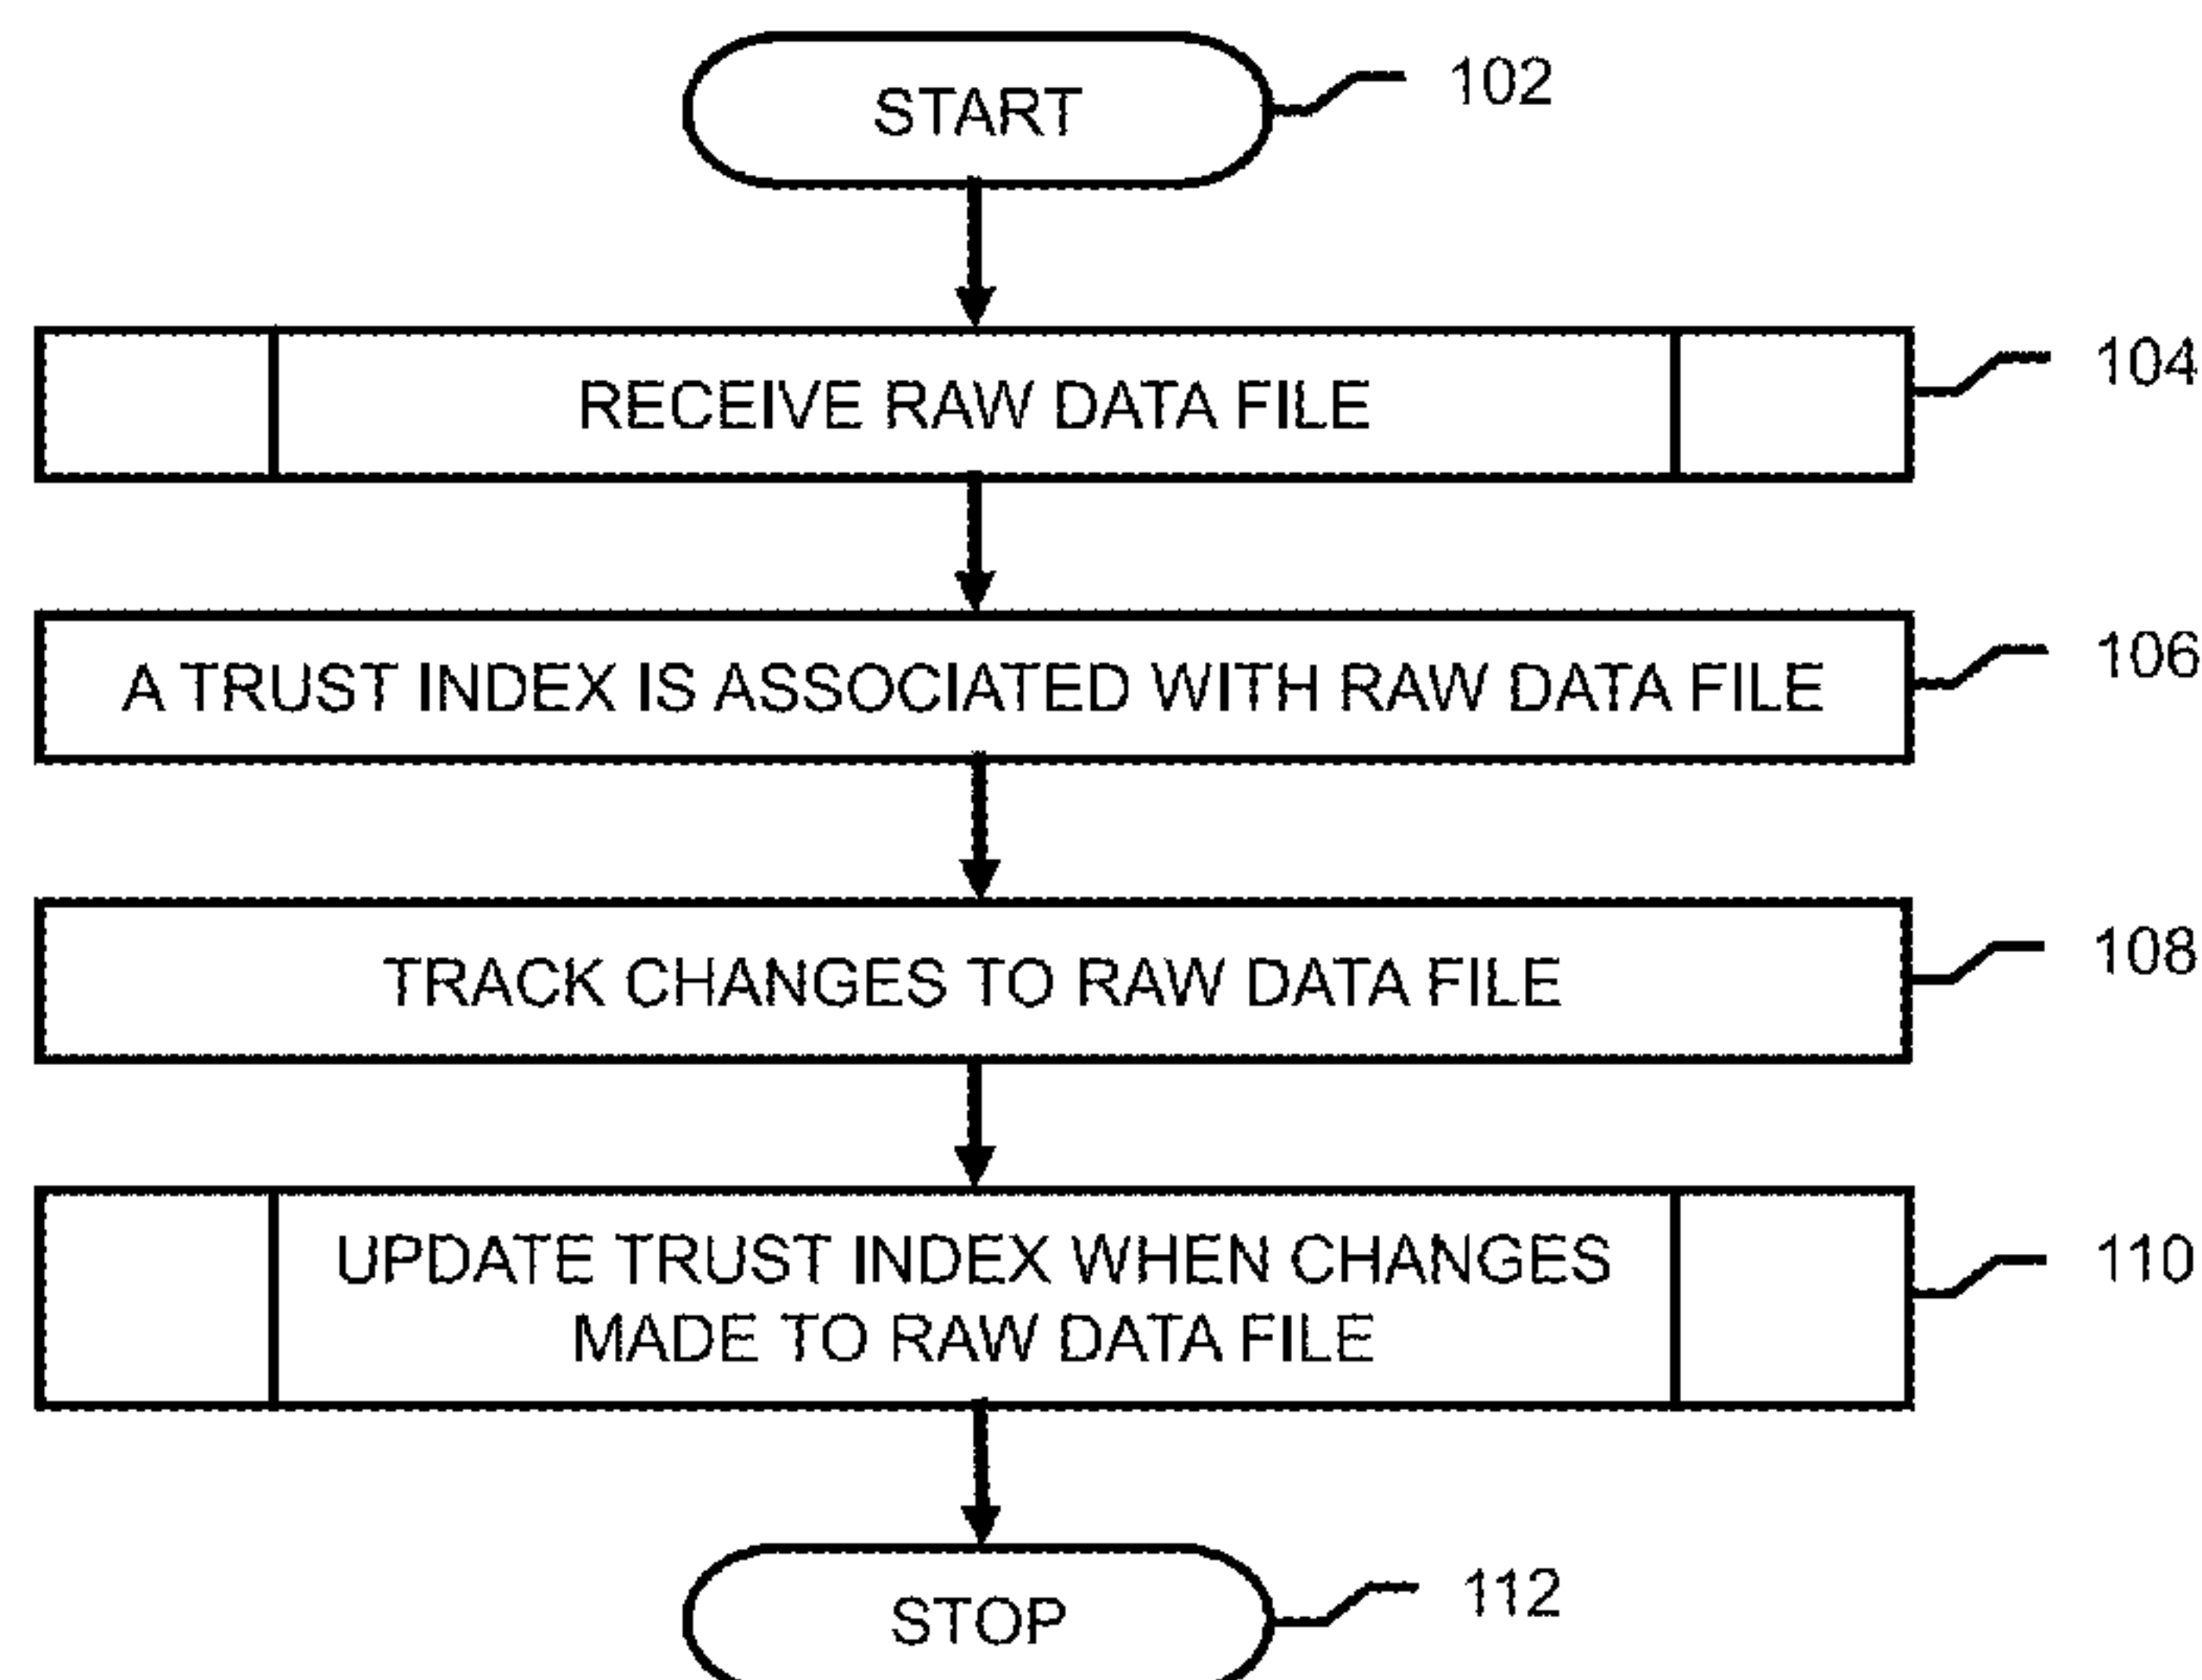 START
102
RECEIVE RAW DATA FILE
104
A TRUST INDEX IS ASSOCIATED WITH RAW DATA FILE
106
TRACK CHANGES TO RAW DATA FILE
108
UPDATE TRUST INDEX WHEN CHANGES
MADE TO RAW DATA FILE
110
STOP
112